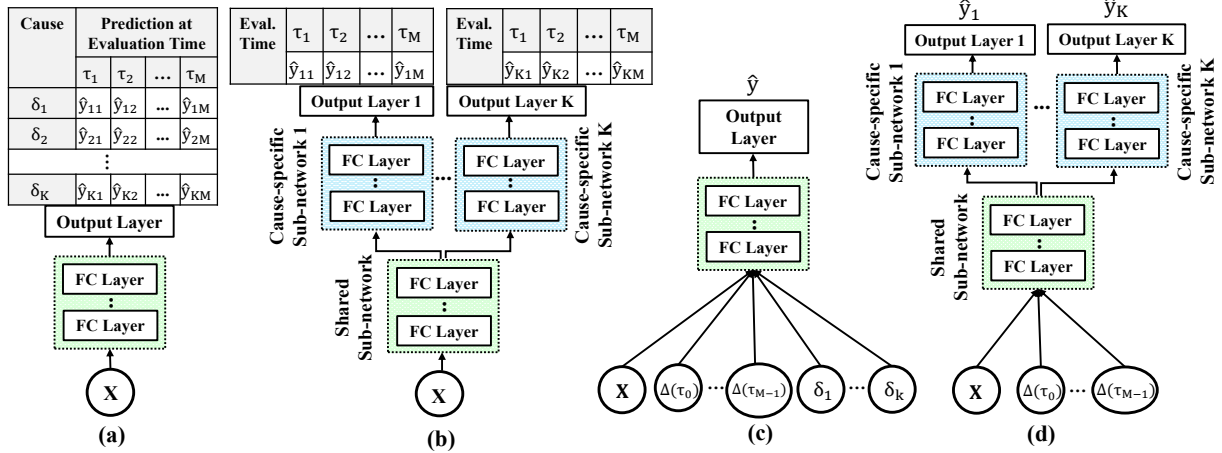 Cause
Prediction at
Evaluation Time
τ1 τ2 ... τM
δ1 ŷ11 ŷ12 ... ŷ1M
δ2 ŷ21 ŷ22 ... ŷ2M
⋮
δK ŷK1 ŷK2 ... ŷKM
Output Layer
FC Layer
⋮
FC Layer
X
(a)
Eval.
Time
τ1 τ2 ... τM
ŷ11 ŷ12 ... ŷ1M
Eval.
Time
τ1 τ2 ... τM
ŷK1 ŷK2 ... ŷKM
Output Layer 1
Output Layer K
Cause-specific
Sub-network 1
FC Layer
⋮
FC Layer
...
FC Layer
⋮
FC Layer
Cause-specific
Sub-network K
Shared
Sub-network
FC Layer
⋮
FC Layer
X
(b)
ŷ
Output
Layer
FC Layer
⋮
FC Layer
X Δ(τ0) ... Δ(τM−1) δ1 ... δk
(c)
ŷ1
ŷK
Output Layer 1
Output Layer K
Cause-specific
Sub-network 1
FC Layer
⋮
FC Layer
...
FC Layer
⋮
FC Layer
Cause-specific
Sub-network K
Shared
Sub-network
FC Layer
⋮
FC Layer
X Δ(τ0) ... Δ(τM−1)
(d)